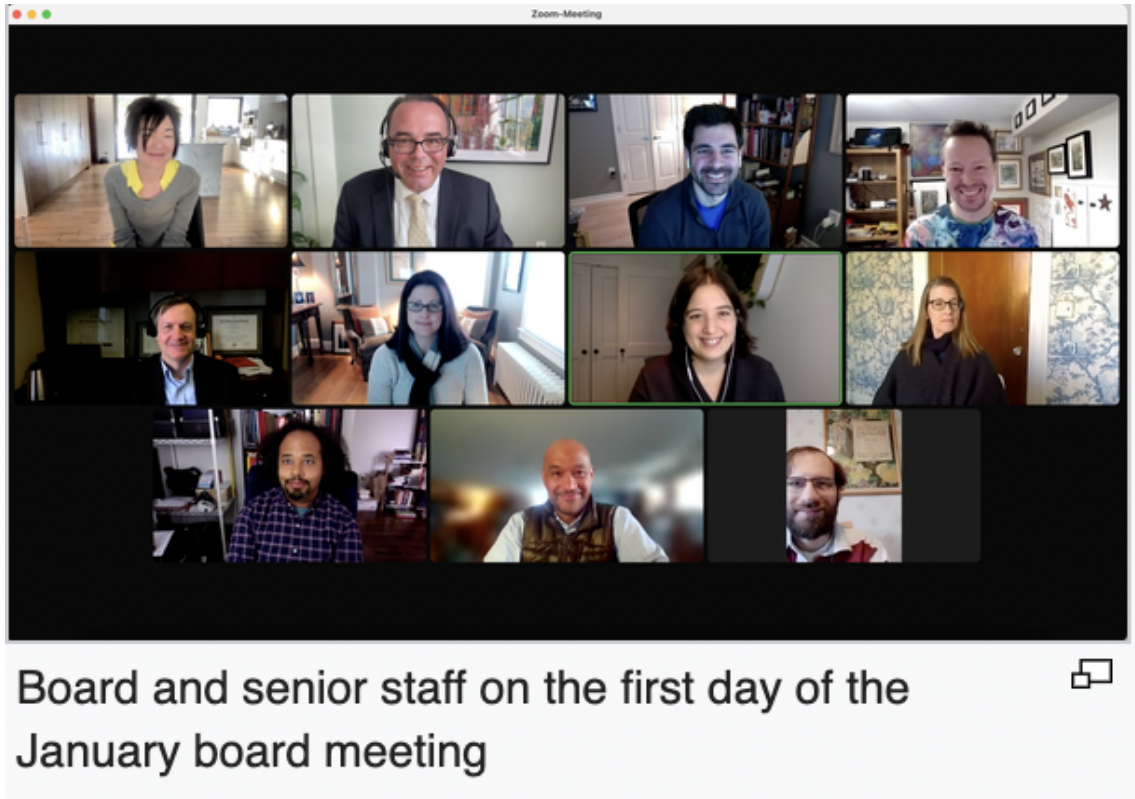 Zoom-Meeting
Board and senior staff on the first day of the
January board meeting